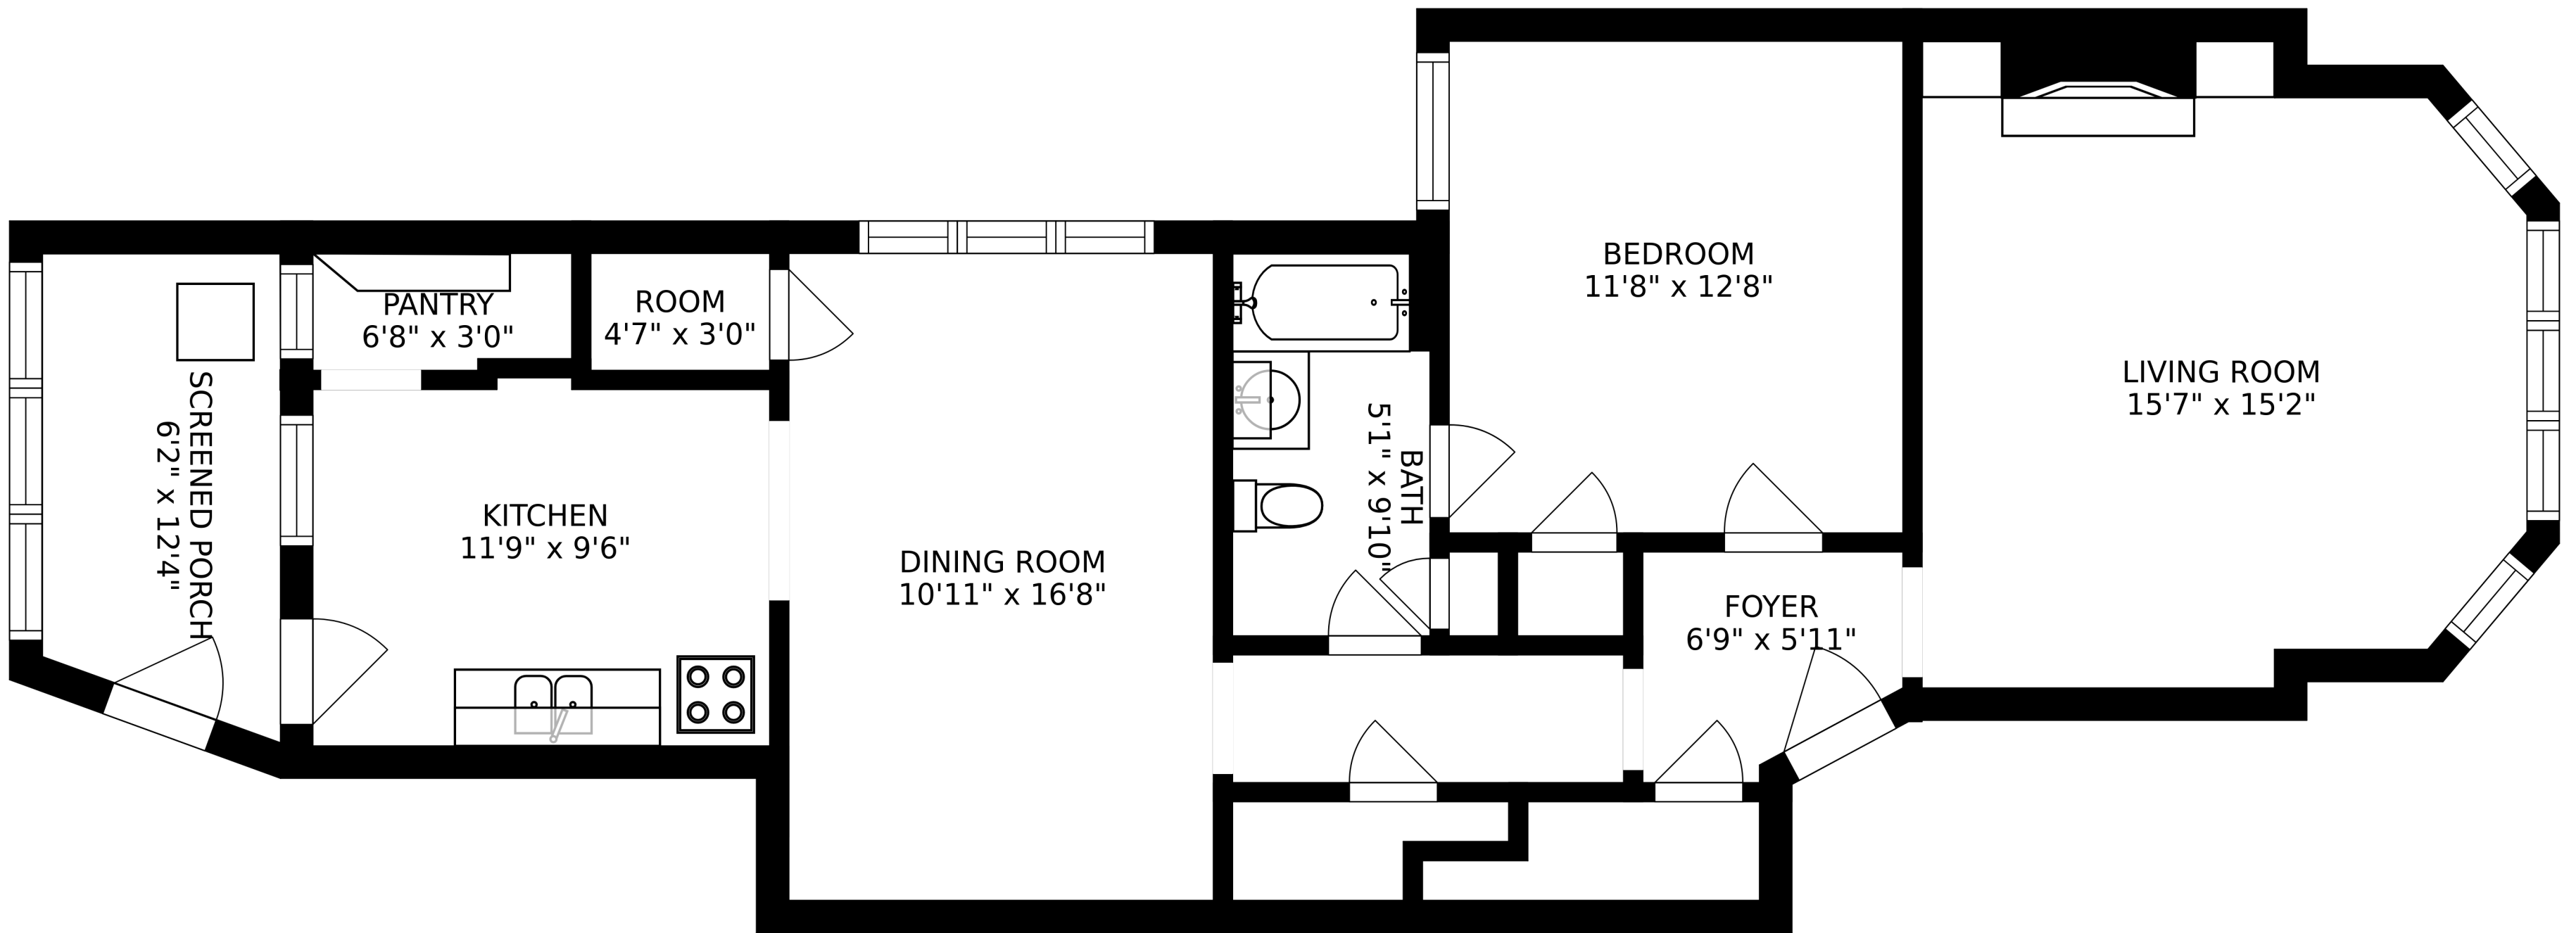 BEDROOM
11'8" x 12'8"
PANTRY
6'8" x 3'0"
ROOM
4'7" x 3'0"
LIVING ROOM
15'7" x 15'2"
SCREENED PORCH
6'2" x 12'4"
BATH
5'1" x 9'10"
KITCHEN
11'9" x 9'6"
DINING ROOM
10'11" x 16'8"
FOYER
6'9" x 5'11"